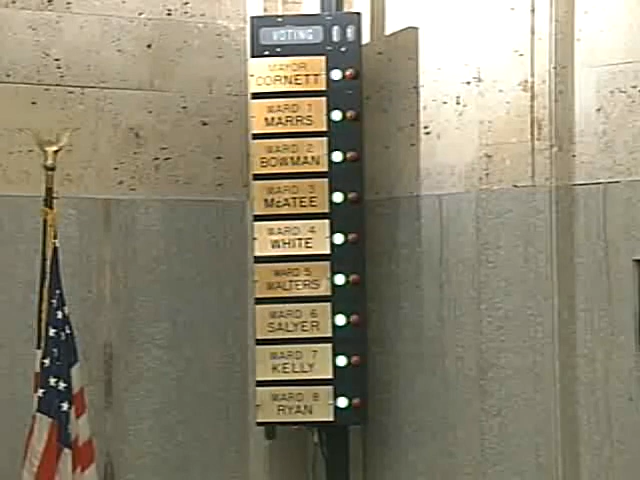 VOTING
MAYOR
CORNETT
WARD 1
MARRS
WARD 2
BOWMAN
WARD 3
McATEE
WARD 4
WHITE
WARD 5
WALTERS
WARD 6
SALYER
WARD 7
KELLY
WARD 8
RYAN